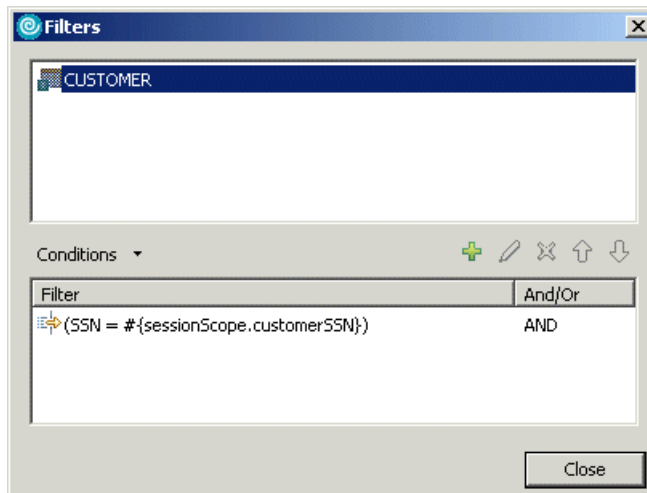 Filters
CUSTOMER
Conditions
Filter And/Or
(SSN = #{sessionScope.customerSSN}) AND
Close